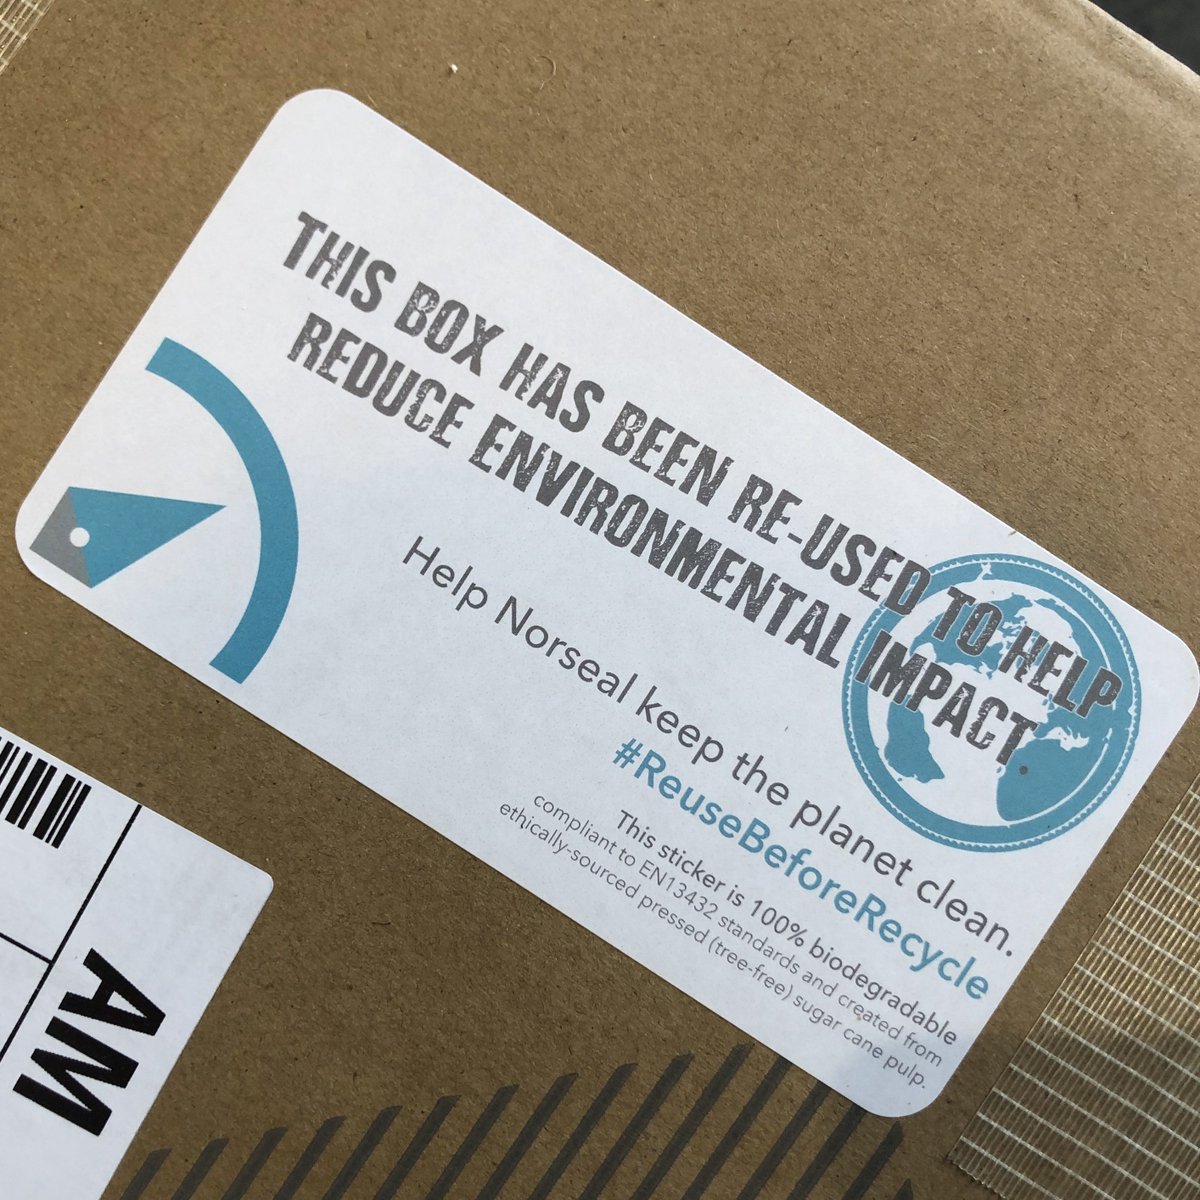 THIS BOX HAS BEEN RE-USED TO HELP
REDUCE ENVIRONMENTAL IMPACT.
Help Norseal keep the planet clean.
#ReuseBeforeRecycle
This sticker is 100% biodegradable
compliant to EN13432 standards and created from
ethically-sourced pressed (tree-free) sugar cane pulp.
AM